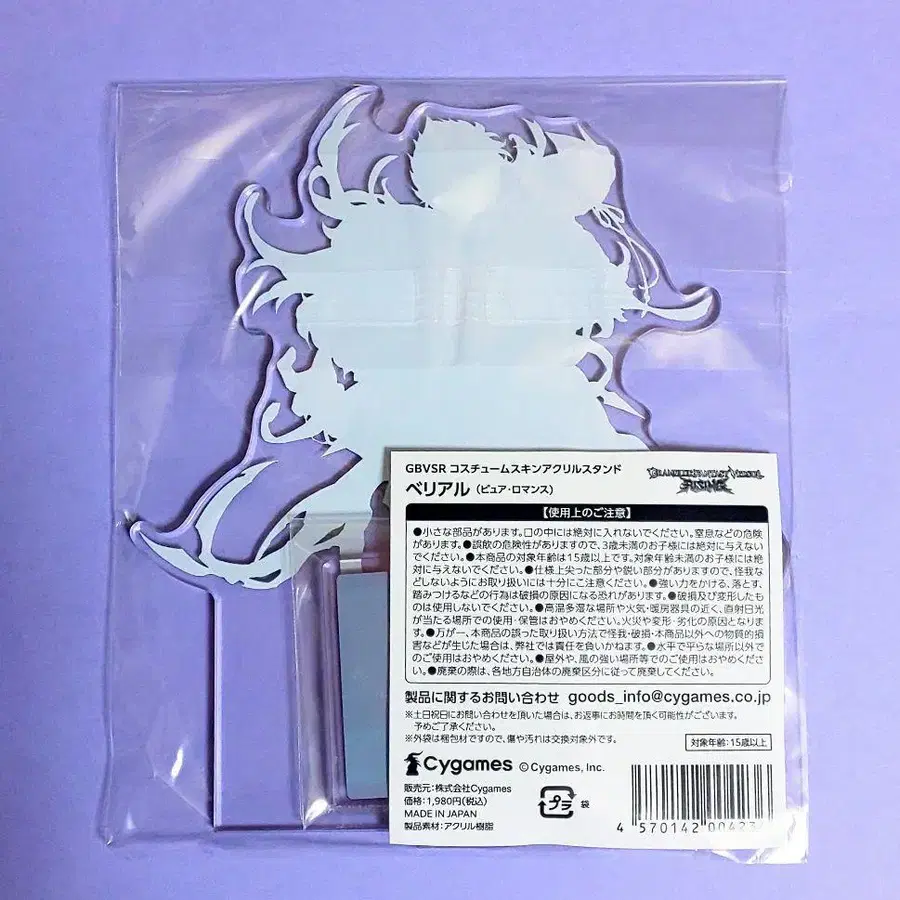 GBVSR コスチュームスキンアクリルスタンド
GRANBLUE FANTASY VERSUS
RISING
ベリアル（ピュア・ロマンス）
【使用上のご注意】
●小さな部品があります。口の中には絶対に入れないでください。窒息などの危険
があります。●誤飲の危険性がありますので、3歳未満のお子様には絶対に与えない
でください。●本商品の対象年齢は15歳以上です。対象年齢未満のお子様には絶対に
与えないでください。●仕様上尖った部分や鋭い部分がありますので、怪我な
どしないようにお取り扱いには十分にご注意ください。●強い力をかける、落とす、
踏みつけるなどの行為は破損の原因になる恐れがあります。●破損及び変形したも
のは使用しないでください。●高温多湿な場所や火気・暖房器具の近く、直射日光
が当たる場所での使用・保管はおやめください。火災や変形・劣化の原因となりま
す。●万が一、本商品の誤った取り扱い方法で怪我・破損・本商品以外への物質的損
害などが生じた場合は、弊社では責任を負いかねます。●水平で平らな場所以外で
のご使用はおやめください。●屋外や、風の強い場所等でのご使用はおやめくださ
い。●廃棄の際は、各地方自治体の廃棄区分に従って廃棄してください。
製品に関するお問い合わせ goods_info@cygames.co.jp
※土日祝日にお問い合わせを頂いた場合は、お返事にお時間を頂く可能性がございます。
予めご了承ください。
※外袋は梱包材ですので、傷や汚れは交換対象外です。
対象年齢：15歳以上
Cygames ©Cygames, Inc.
販売元：株式会社Cygames
価格：1,980円(税込)
MADE IN JAPAN
製品素材：アクリル樹脂
プラ 袋
4 570142 00423